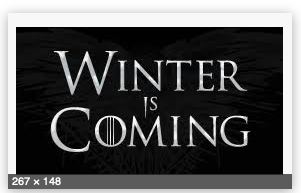 WINTER
IS
COMING
267 × 148